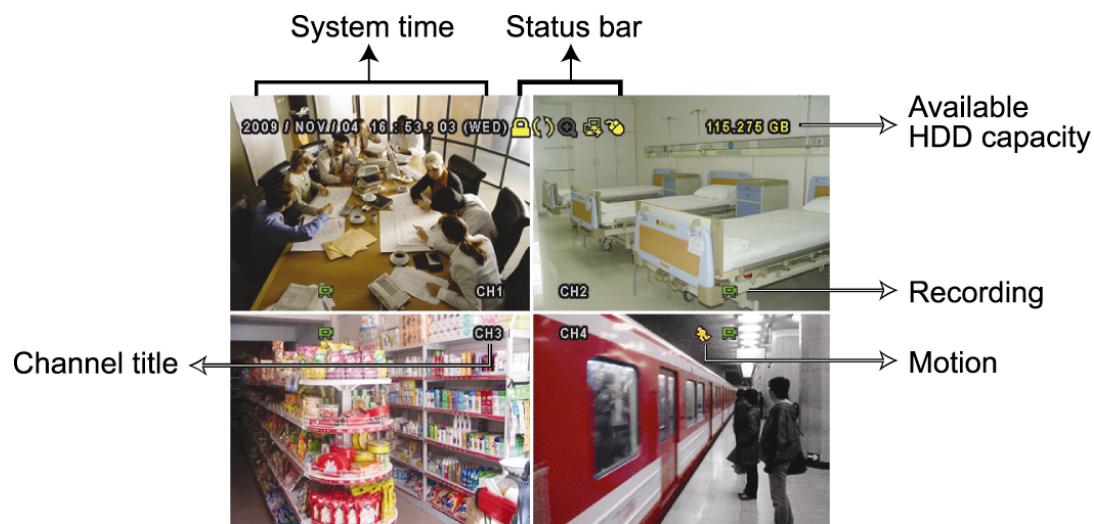 System time
Status bar
2009 / NOV / 04 16 : 53 : 03 (WED)
115.275 GB
Available
HDD capacity
CH1
CH2
Recording
Channel title
CH3
CH4
Motion